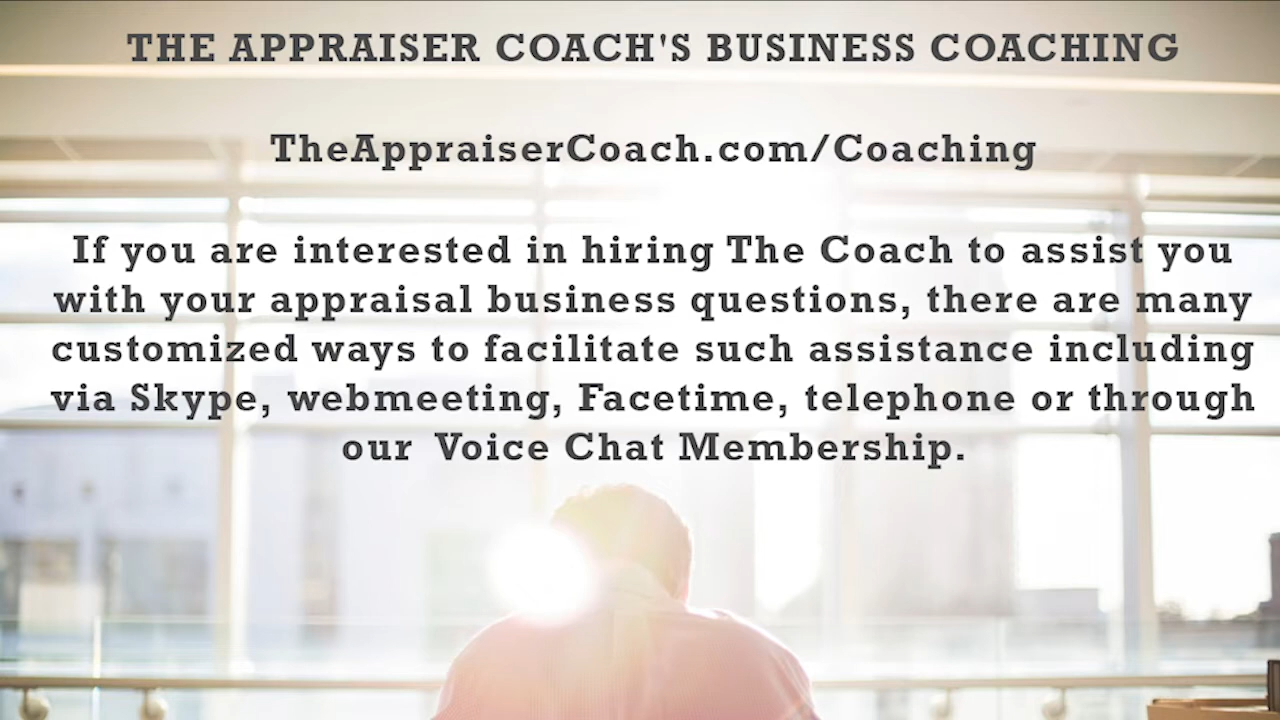 THE APPRAISER COACH'S BUSINESS COACHING
TheAppraiserCoach.com/Coaching
If you are interested in hiring The Coach to assist you
with your appraisal business questions, there are many
customized ways to facilitate such assistance including
via Skype, webmeeting, Facetime, telephone or through
our  Voice Chat Membership.